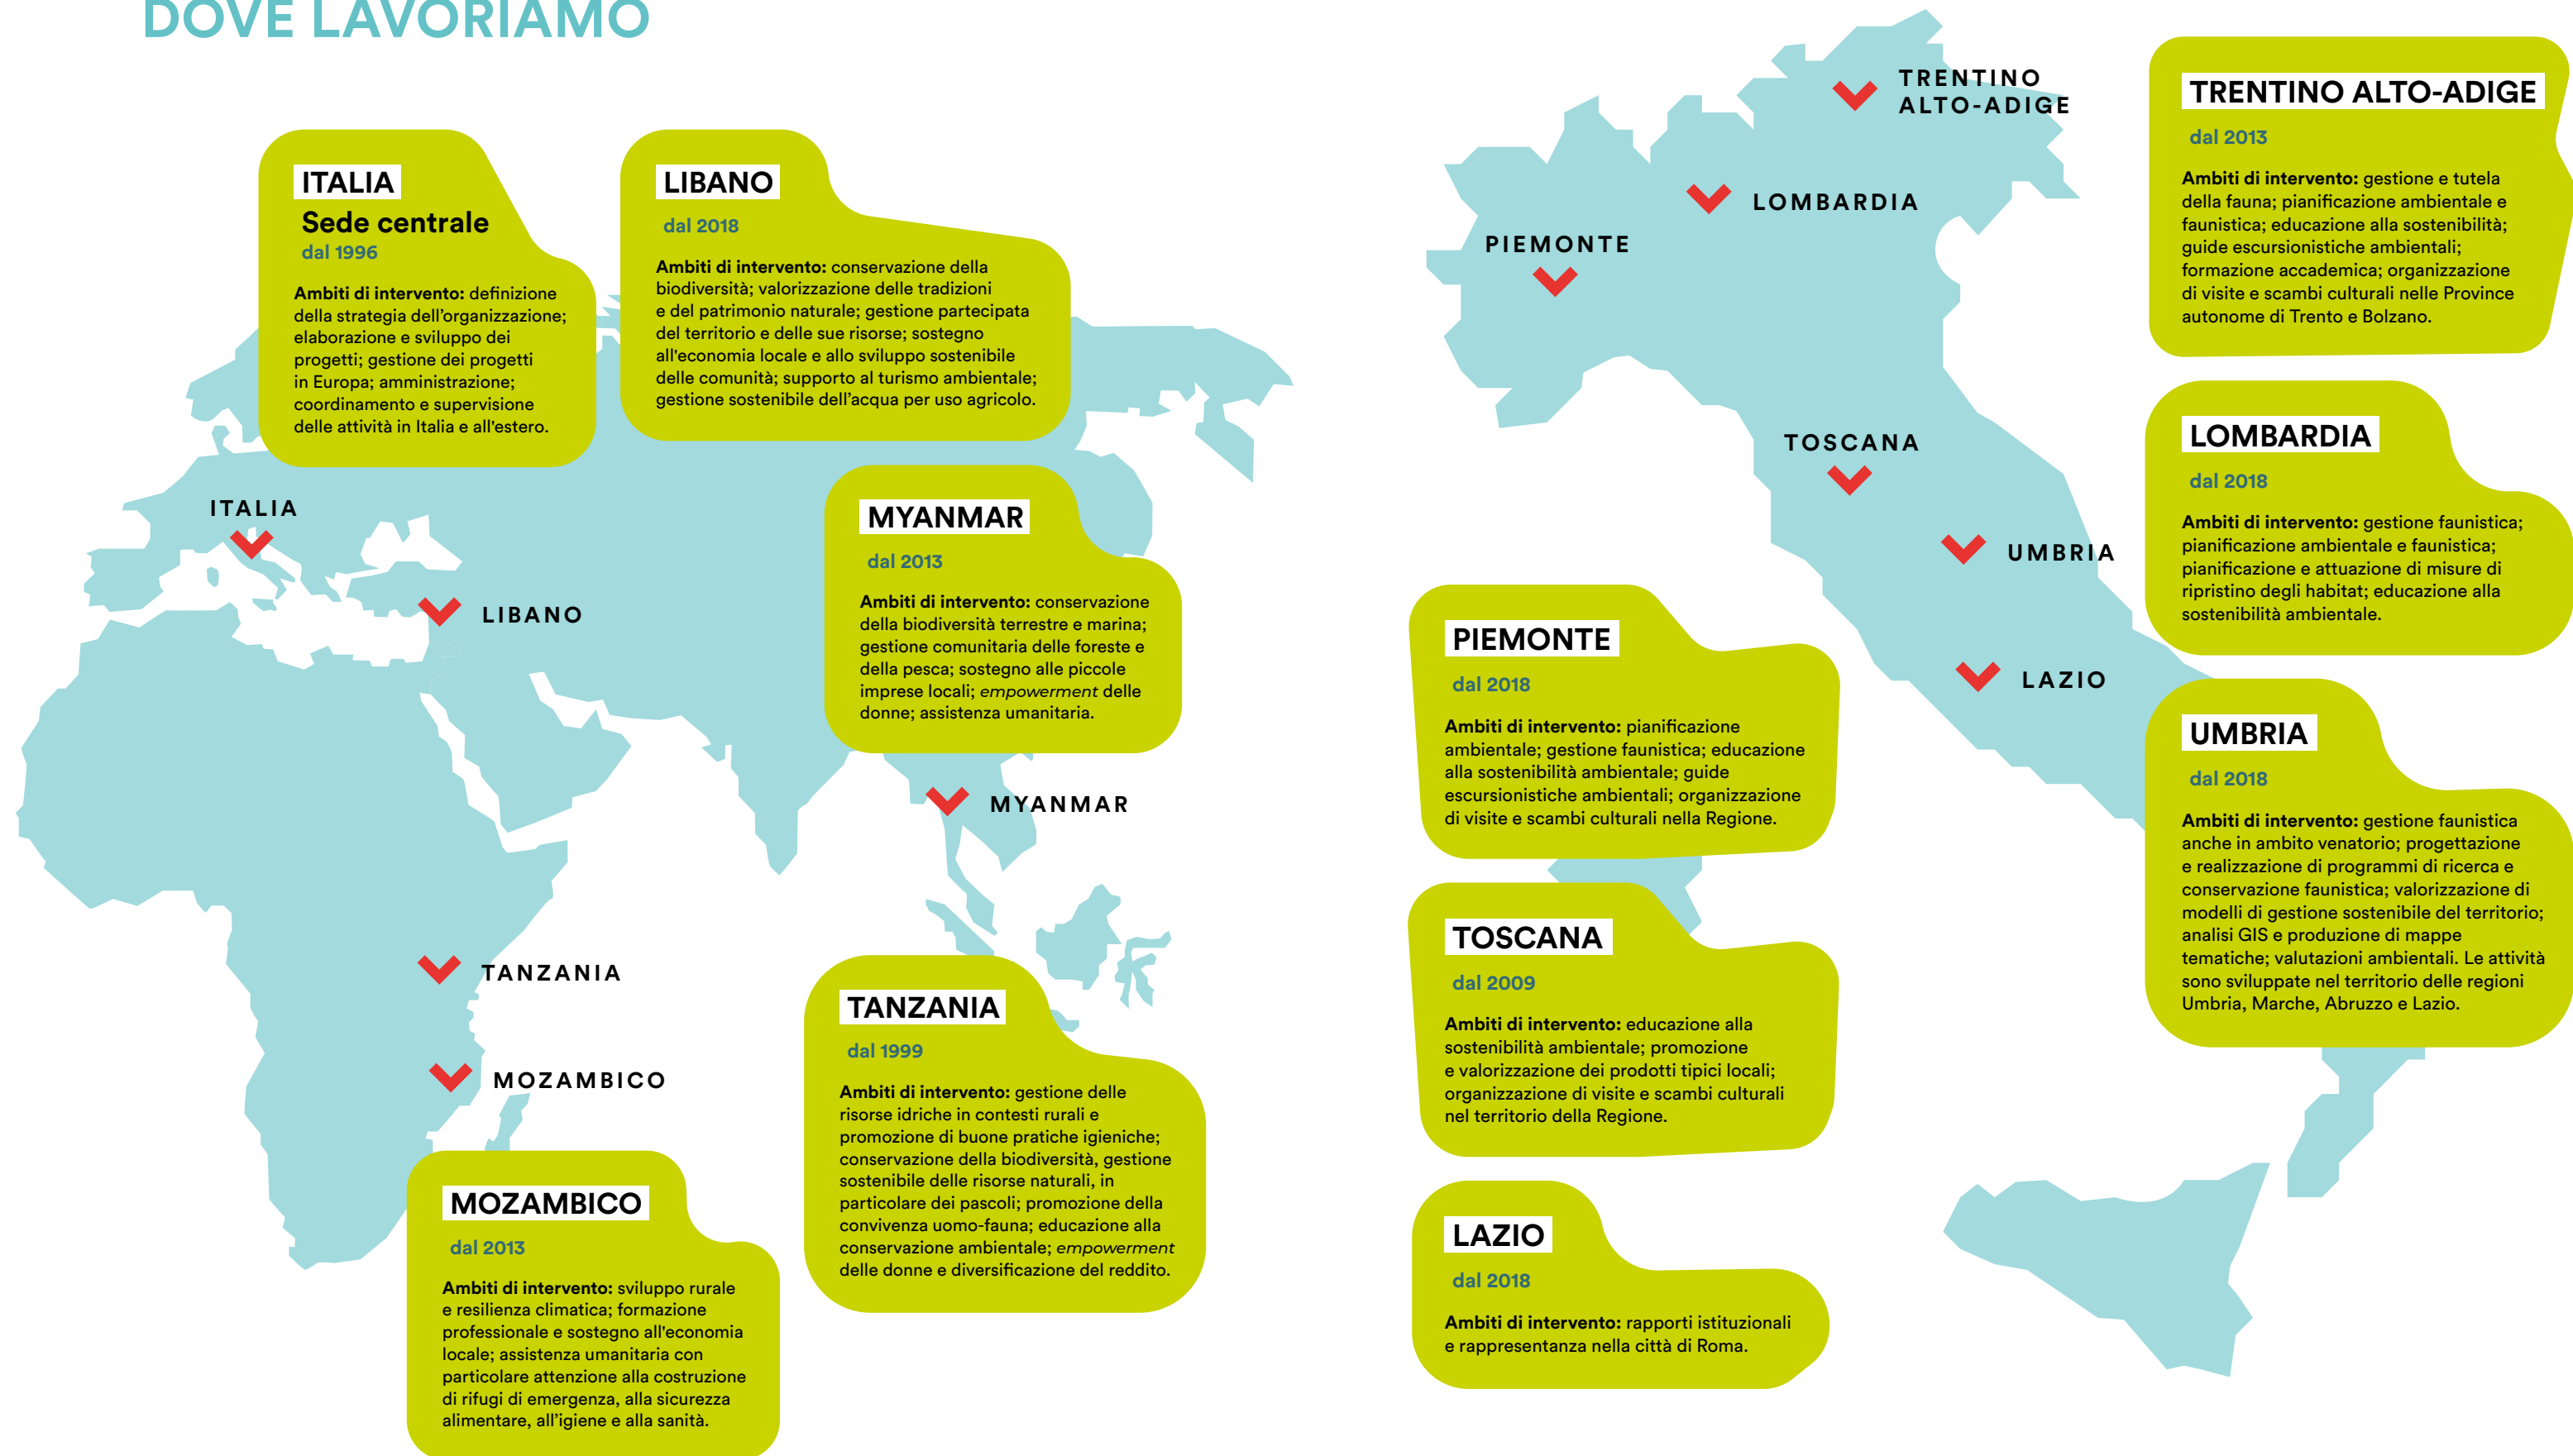 DOVE LAVORIAMO
ITALIA
Sede centrale
dal 1996
Ambiti di intervento: definizione
della strategia dell’organizzazione;
elaborazione e sviluppo dei
progetti; gestione dei progetti
in Europa; amministrazione;
coordinamento e supervisione
delle attività in Italia e all'estero.
LIBANO
dal 2018
Ambiti di intervento: conservazione della
biodiversità; valorizzazione delle tradizioni
e del patrimonio naturale; gestione partecipata
del territorio e delle sue risorse; sostegno
all'economia locale e allo sviluppo sostenibile
delle comunità; supporto al turismo ambientale;
gestione sostenibile dell’acqua per uso agricolo.
MYANMAR
dal 2013
Ambiti di intervento: conservazione
della biodiversità terrestre e marina;
gestione comunitaria delle foreste e
della pesca; sostegno alle piccole
imprese locali; empowerment delle
donne; assistenza umanitaria.
ITALIA
LIBANO
MYANMAR
TANZANIA
MOZAMBICO
TANZANIA
dal 1999
Ambiti di intervento: gestione delle
risorse idriche in contesti rurali e
promozione di buone pratiche igieniche;
conservazione della biodiversità, gestione
sostenibile delle risorse naturali, in
particolare dei pascoli; promozione della
convivenza uomo-fauna; educazione alla
conservazione ambientale; empowerment
delle donne e diversificazione del reddito.
MOZAMBICO
dal 2013
Ambiti di intervento: sviluppo rurale
e resilienza climatica; formazione
professionale e sostegno all'economia
locale; assistenza umanitaria con
particolare attenzione alla costruzione
di rifugi di emergenza, alla sicurezza
alimentare, all’igiene e alla sanità.
TRENTINO
ALTO-ADIGE
LOMBARDIA
PIEMONTE
TOSCANA
UMBRIA
LAZIO
PIEMONTE
dal 2018
Ambiti di intervento: pianificazione
ambientale; gestione faunistica; educazione
alla sostenibilità ambientale; guide
escursionistiche ambientali; organizzazione
di visite e scambi culturali nella Regione.
TOSCANA
dal 2009
Ambiti di intervento: educazione alla
sostenibilità ambientale; promozione
e valorizzazione dei prodotti tipici locali;
organizzazione di visite e scambi culturali
nel territorio della Regione.
LAZIO
dal 2018
Ambiti di intervento: rapporti istituzionali
e rappresentanza nella città di Roma.
TRENTINO ALTO-ADIGE
dal 2013
Ambiti di intervento: gestione e tutela
della fauna; pianificazione ambientale e
faunistica; educazione alla sostenibilità;
guide escursionistiche ambientali;
formazione accademica; organizzazione
di visite e scambi culturali nelle Province
autonome di Trento e Bolzano.
LOMBARDIA
dal 2018
Ambiti di intervento: gestione faunistica;
pianificazione ambientale e faunistica;
pianificazione e attuazione di misure di
ripristino degli habitat; educazione alla
sostenibilità ambientale.
UMBRIA
dal 2018
Ambiti di intervento: gestione faunistica
anche in ambito venatorio; progettazione
e realizzazione di programmi di ricerca e
conservazione faunistica; valorizzazione di
modelli di gestione sostenibile del territorio;
analisi GIS e produzione di mappe
tematiche; valutazioni ambientali. Le attività
sono sviluppate nel territorio delle regioni
Umbria, Marche, Abruzzo e Lazio.